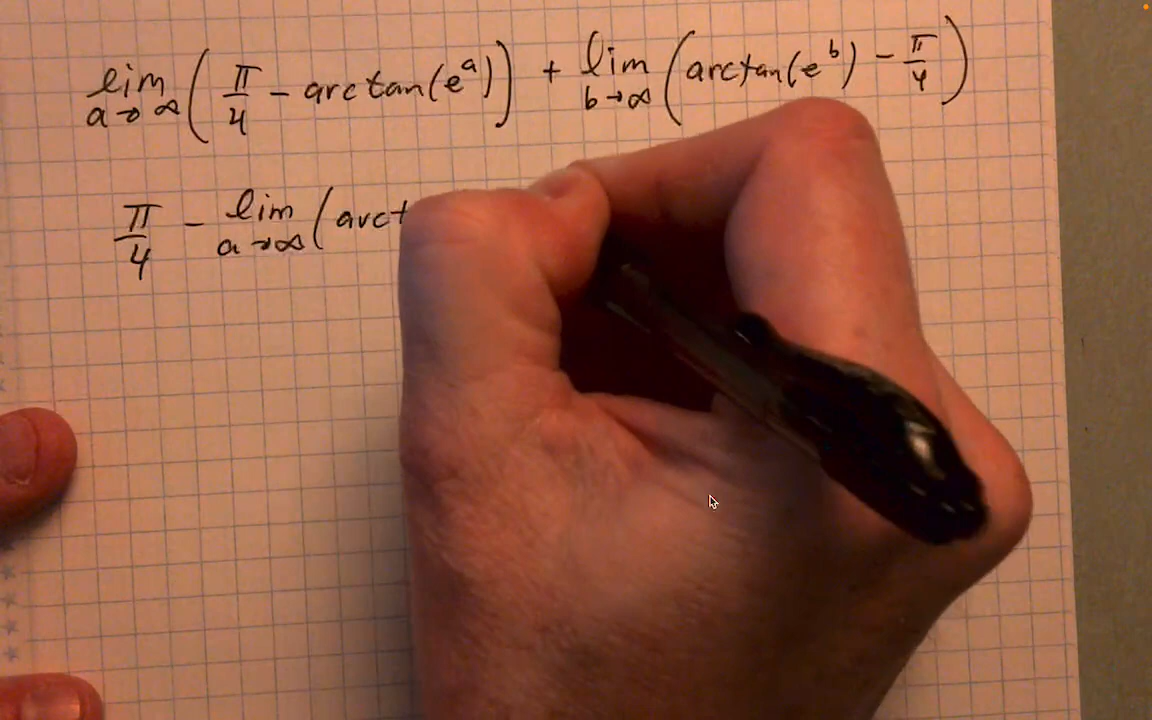 lim a→∞ (π/4 - arctan(e^a)) + lim b→∞ (arctan(e^b) - π/4)
π/4 - lim a→∞ (arct